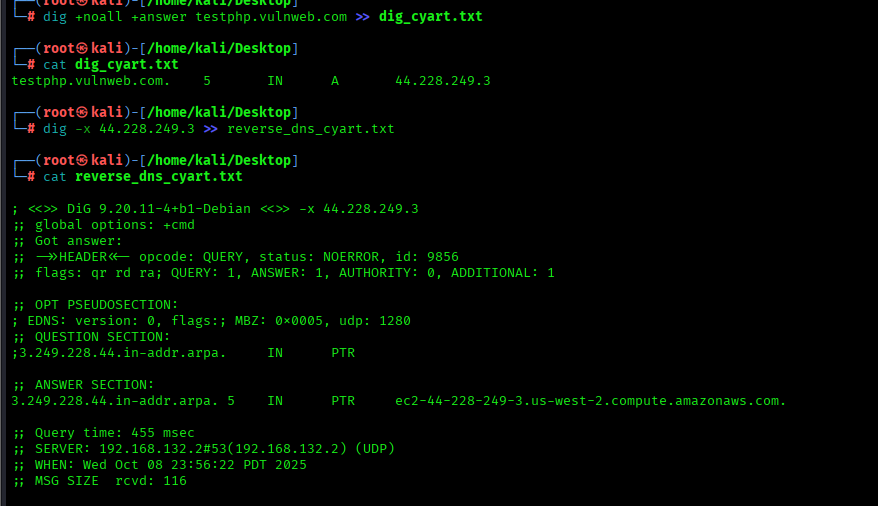 ┌──(root㉿kali)-[/home/kali/Desktop]
└─# dig +noall +answer testphp.vulnweb.com >> dig_cyart.txt
┌──(root㉿kali)-[/home/kali/Desktop]
└─# cat dig_cyart.txt
testphp.vulnweb.com. 5 IN A 44.228.249.3
┌──(root㉿kali)-[/home/kali/Desktop]
└─# dig -x 44.228.249.3 >> reverse_dns_cyart.txt
┌──(root㉿kali)-[/home/kali/Desktop]
└─# cat reverse_dns_cyart.txt
; <<>> DiG 9.20.11-4+b1-Debian <<>> -x 44.228.249.3
;; global options: +cmd
;; Got answer:
;; ->>HEADER<<- opcode: QUERY, status: NOERROR, id: 9856
;; flags: qr rd ra; QUERY: 1, ANSWER: 1, AUTHORITY: 0, ADDITIONAL: 1
;; OPT PSEUDOSECTION:
; EDNS: version: 0, flags:; MBZ: 0x0005, udp: 1280
;; QUESTION SECTION:
;3.249.228.44.in-addr.arpa. IN PTR
;; ANSWER SECTION:
3.249.228.44.in-addr.arpa. 5 IN PTR ec2-44-228-249-3.us-west-2.compute.amazonaws.com.
;; Query time: 455 msec
;; SERVER: 192.168.132.2#53(192.168.132.2) (UDP)
;; WHEN: Wed Oct 08 23:56:22 PDT 2025
;; MSG SIZE rcvd: 116